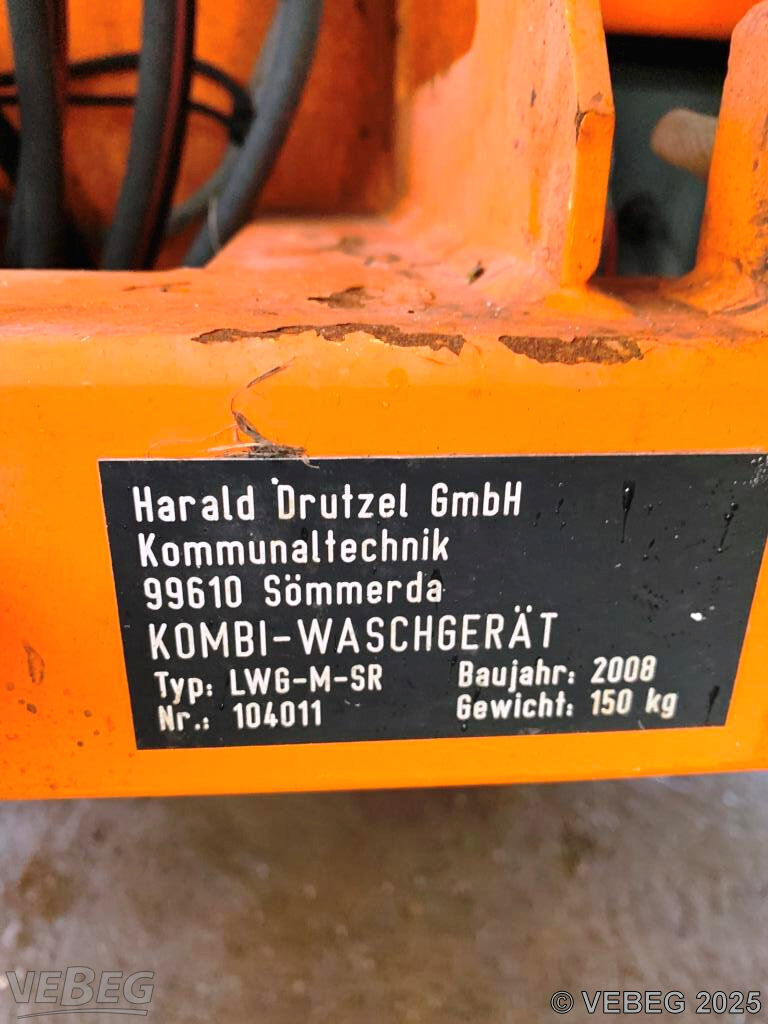 Harald Drutzel GmbH
Kommunaltechnik
99610 Sömmerda
KOMBI-WASCHGERÄT
Typ: LWG-M-SR Baujahr: 2008
Nr.: 104011 Gewicht: 150 kg
VEBEG © VEBEG 2025